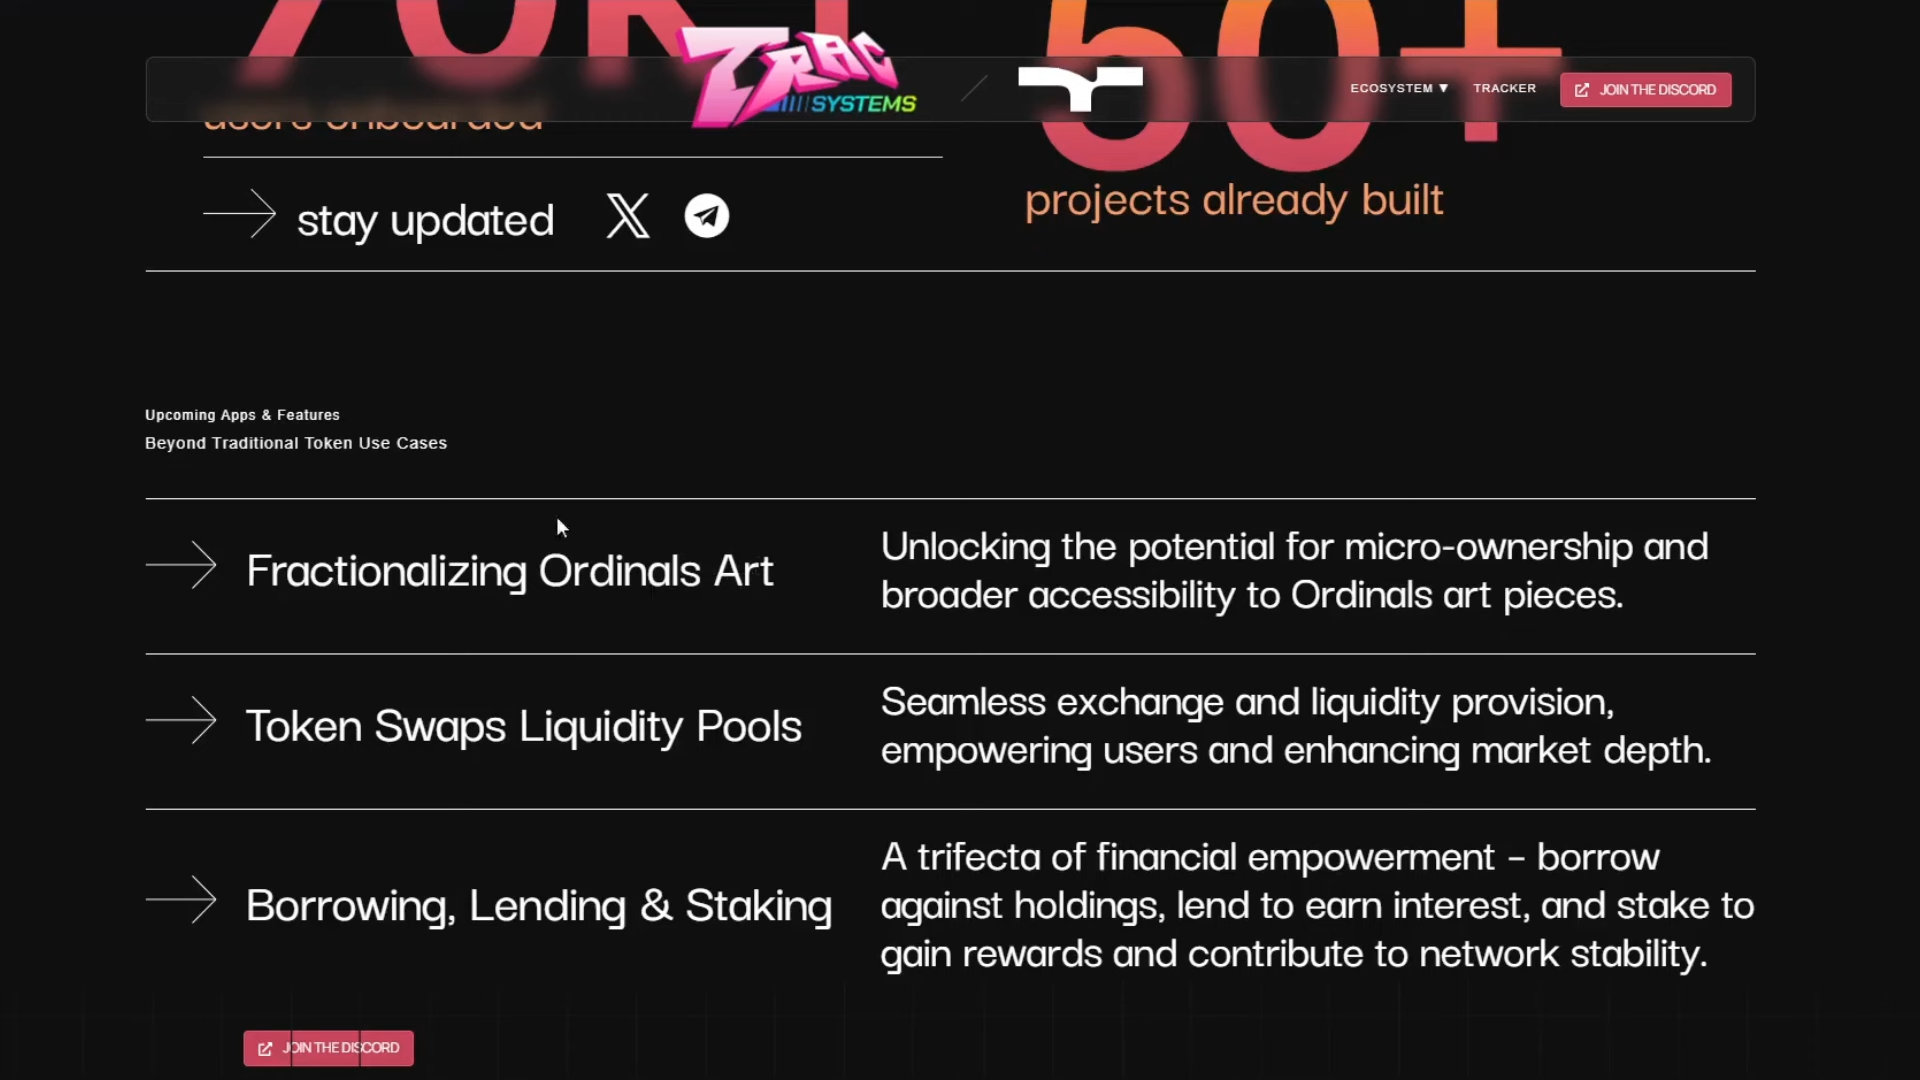 70K+
50+
TRAC
SYSTEMS
ECOSYSTEM ▼
TRACKER
JOIN THE DISCORD
users onboarded
projects already built
stay updated
Upcoming Apps & Features
Beyond Traditional Token Use Cases
Fractionalizing Ordinals Art
Unlocking the potential for micro-ownership and
broader accessibility to Ordinals art pieces.
Token Swaps Liquidity Pools
Seamless exchange and liquidity provision,
empowering users and enhancing market depth.
Borrowing, Lending & Staking
A trifecta of financial empowerment – borrow
against holdings, lend to earn interest, and stake to
gain rewards and contribute to network stability.
JOIN THE DISCORD